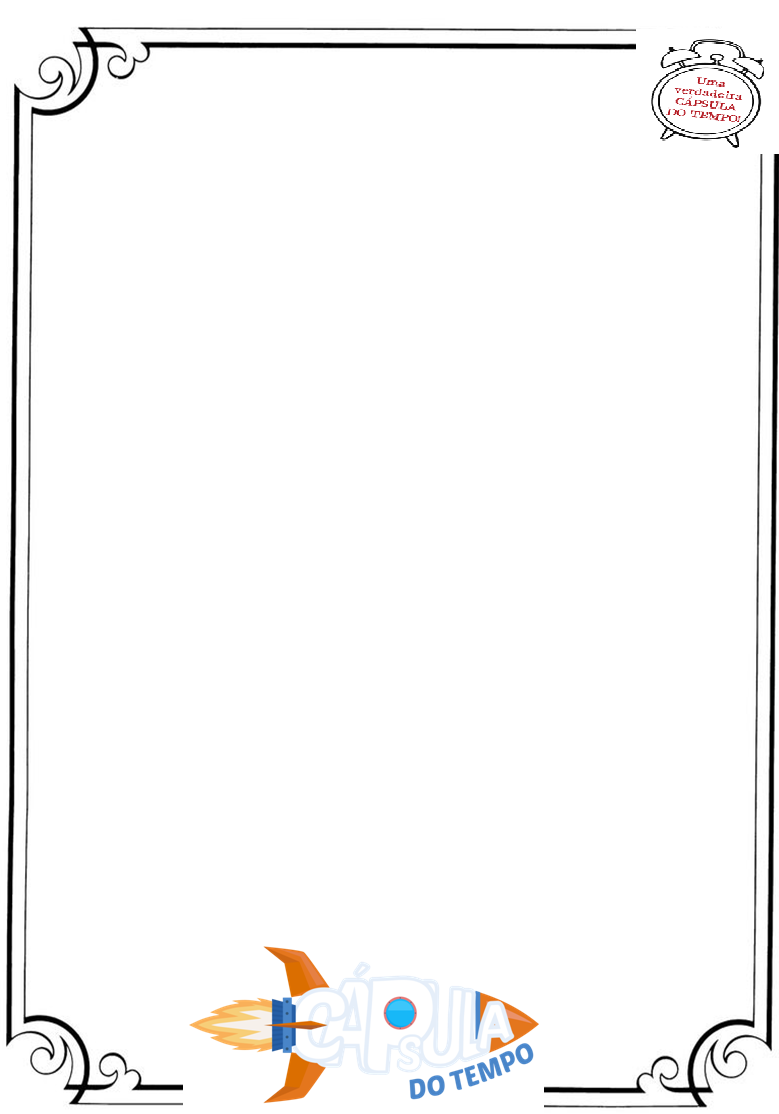 Uma
verdadeira
CÁPSULA
DO TEMPO!
CÁPSULA
DO TEMPO